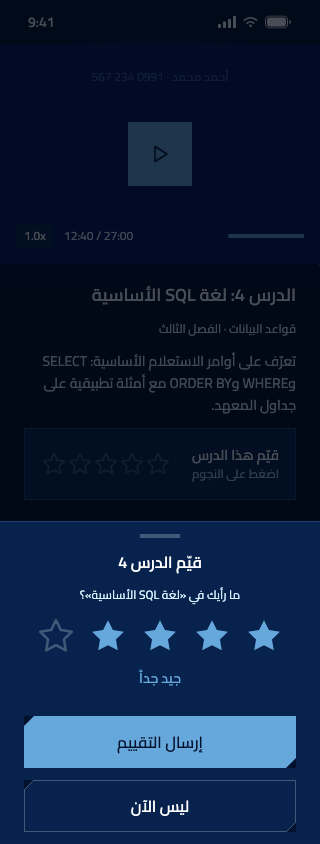 9:41
أحمد محمد · 0991 234 567
1.0x
12:40 / 27:00
الدرس 4: لغة SQL الأساسية
قواعد البيانات · الفصل الثالث
تعرّف على أوامر الاستعلام الأساسية: SELECT
وWHERE وORDER BY مع أمثلة تطبيقية على
جداول المعهد.
قيّم هذا الدرس
اضغط على النجوم
قيّم الدرس 4
ما رأيك في «لغة SQL الأساسية»؟
جيد جداً
إرسال التقييم
ليس الآن